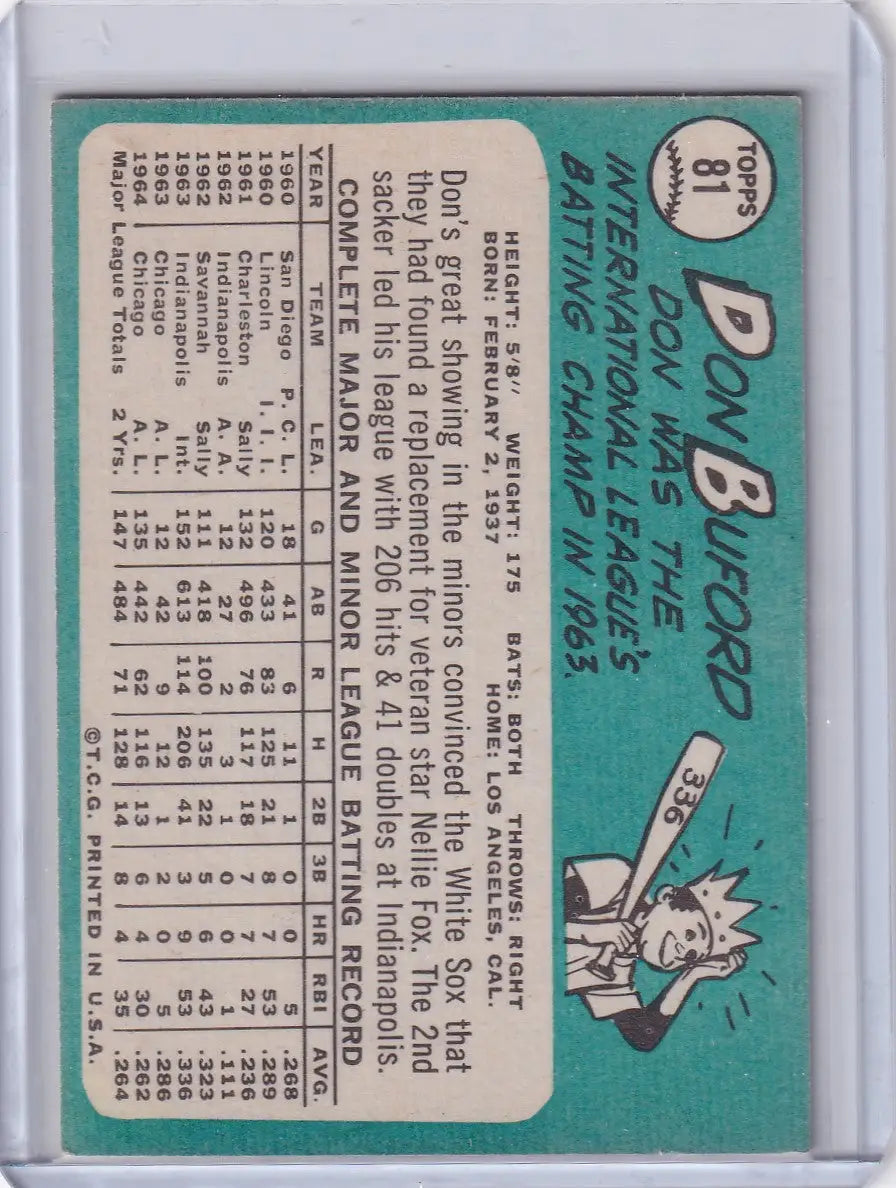 TOPPS
81
DON BUFORD
DON WAS THE
INTERNATIONAL LEAGUE'S
BATTING CHAMP IN 1963.
336
HEIGHT: 5'8" WEIGHT: 175 BATS: BOTH THROWS: RIGHT
BORN: FEBRUARY 2, 1937 HOME: LOS ANGELES, CAL.
Don's great showing in the minors convinced the White Sox that
they had found a replacement for veteran star Nellie Fox. The 2nd
sacker led his league with 206 hits & 41 doubles at Indianapolis.
COMPLETE MAJOR AND MINOR LEAGUE BATTING RECORD
YEAR TEAM LEA. G AB R H 2B 3B HR RBI AVG.
1960 San Diego P. C. L. 18 41 6 11 1 0 0 5 .268
1960 Lincoln I. I. I. 120 433 83 125 21 8 7 53 .289
1961 Charleston Sally 132 496 76 117 18 7 7 27 .236
1962 Indianapolis A. A. 12 27 2 3 1 0 0 1 .111
1962 Savannah Sally 111 418 100 135 22 5 6 43 .323
1963 Indianapolis Int. 152 613 114 206 41 3 9 53 .336
1963 Chicago A. L. 12 42 9 12 1 2 0 5 .286
1964 Chicago A. L. 135 442 62 116 13 6 4 30 .262
Major League Totals 2 Yrs. 147 484 71 128 14 8 4 35 .264
©T.C.G. PRINTED IN U.S.A.